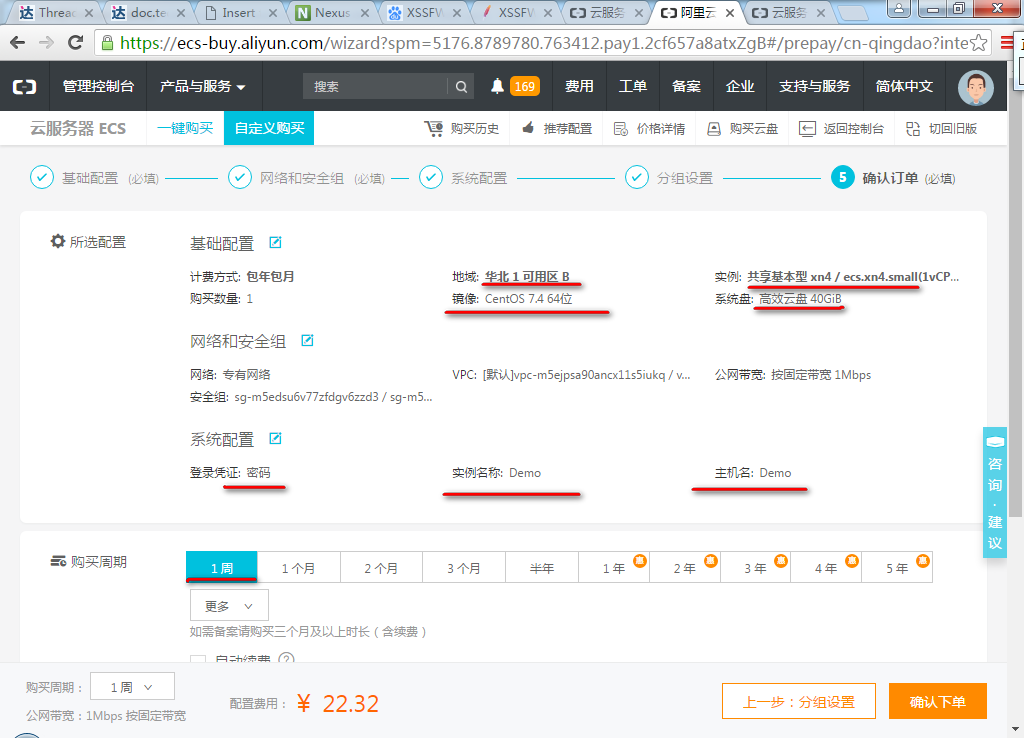 Threa
doc.te
Insert
Nexus
XSSFW
XSSFW
云服务
阿里云
云服务
https://ecs-buy.aliyun.com/wizard?spm=5176.8789780.763412.pay1.2cf657a8atxZgB#/prepay/cn-qingdao?inte
管理控制台 产品与服务 搜索 169 费用 工单 备案 企业 支持与服务 简体中文
云服务器 ECS 一键购买 自定义购买 购买历史 推荐配置 价格详情 购买云盘 返回控制台 切回旧版
基础配置 (必填) 网络和安全组 (必填) 系统配置 分组设置 5 确认订单 (必填)
所选配置
基础配置
计费方式: 包年包月 地域: 华北 1 可用区 B 实例: 共享基本型 xn4 / ecs.xn4.small(1vCP...
购买数量: 1 镜像: CentOS 7.4 64位 系统盘: 高效云盘 40GiB
网络和安全组
网络: 专有网络 VPC: [默认]vpc-m5ejpsa90ancx11s5iukq / v... 公网带宽: 按固定带宽 1Mbps
安全组: sg-m5edsu6v77zfdgv6zzd3 / sg-m5...
系统配置
登录凭证: 密码 实例名称: Demo 主机名: Demo
咨询·建议
购买周期
1 周 1 个月 2 个月 3 个月 半年 1 年 惠 2 年 惠 3 年 惠 4 年 惠 5 年 惠
更多
如需备案请购买三个月及以上时长 ( 含续费 )
自动续费 ?
购买周期 : 1 周
公网带宽 : 1Mbps 按固定带宽
配置费用 : ¥ 22.32
上一步 : 分组设置 确认下单